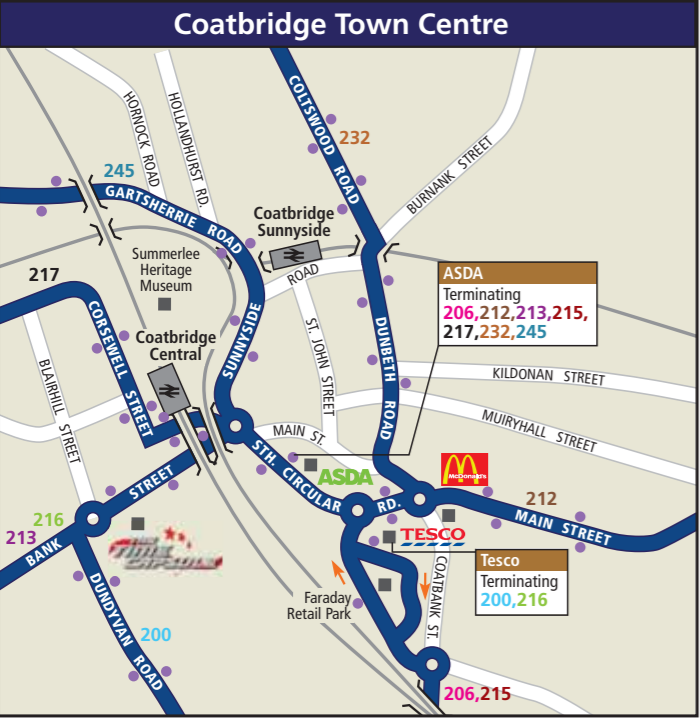 Coatbridge Town Centre
HORNOCK ROAD
HOLLANDHURST RD.
COLTSWOOD ROAD
232
BURNANK STREET
245
GARTSHERRIE ROAD
Coatbridge
Sunnyside
ROAD
Summerlee
Heritage
Museum
217
ASDA
Terminating
206,212,213,215,
217,232,245
CORSEWELL STREET
Coatbridge
Central
SUNNYSIDE
ST. JOHN STREET
DUNBETH ROAD
KILDONAN STREET
BLAIRHILL STREET
MUIRYHALL STREET
MAIN ST.
STH. CIRCULAR RD.
ASDA
M
McDonald's
212
MAIN STREET
216
213
BANK STREET
THE
TIME
CAPSULE
TESCO
Tesco
Terminating
200,216
COATBANK ST.
Faraday
Retail Park
DUNDYVAN ROAD
200
206,215